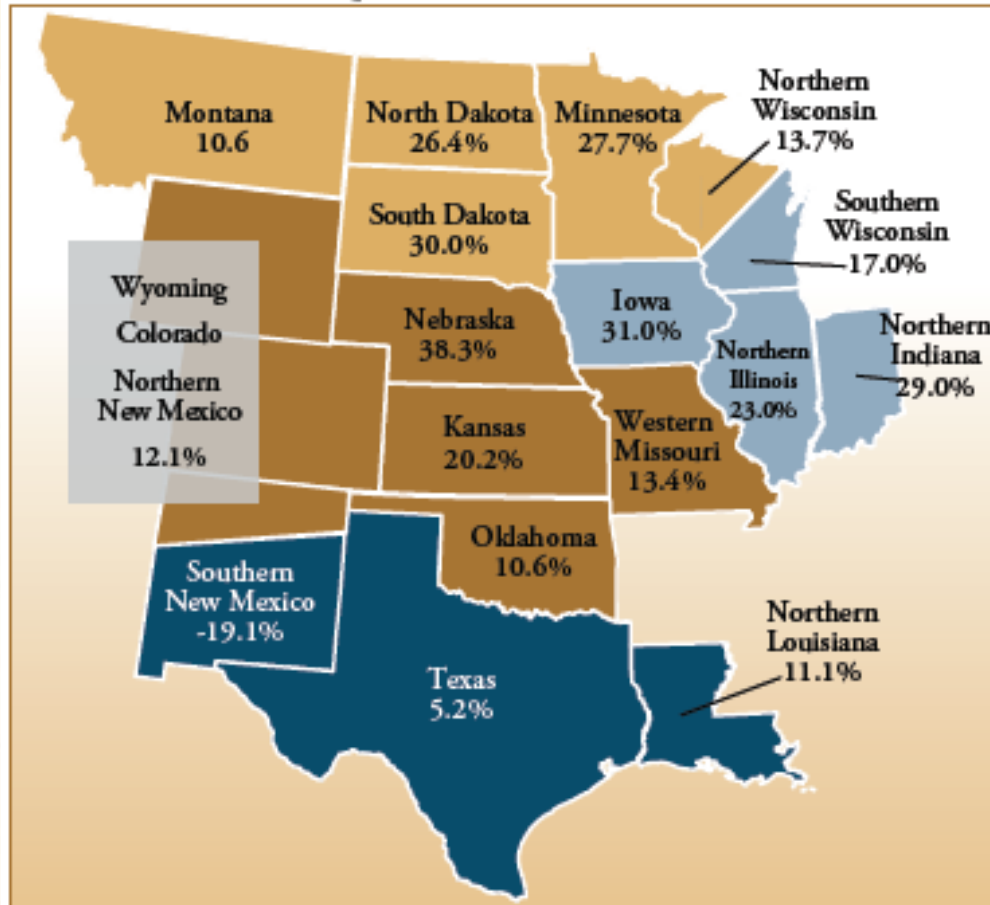 Montana
10.6
North Dakota
26.4%
Minnesota
27.7%
Northern
Wisconsin
13.7%
South Dakota
30.0%
Southern
Wisconsin
17.0%
Wyoming
Colorado
Northern
New Mexico
12.1%
Nebraska
38.3%
Iowa
31.0%
Northern
Illinois
23.0%
Northern
Indiana
29.0%
Kansas
20.2%
Western
Missouri
13.4%
Oklahoma
10.6%
Southern
New Mexico
-19.1%
Texas
5.2%
Northern
Louisiana
11.1%